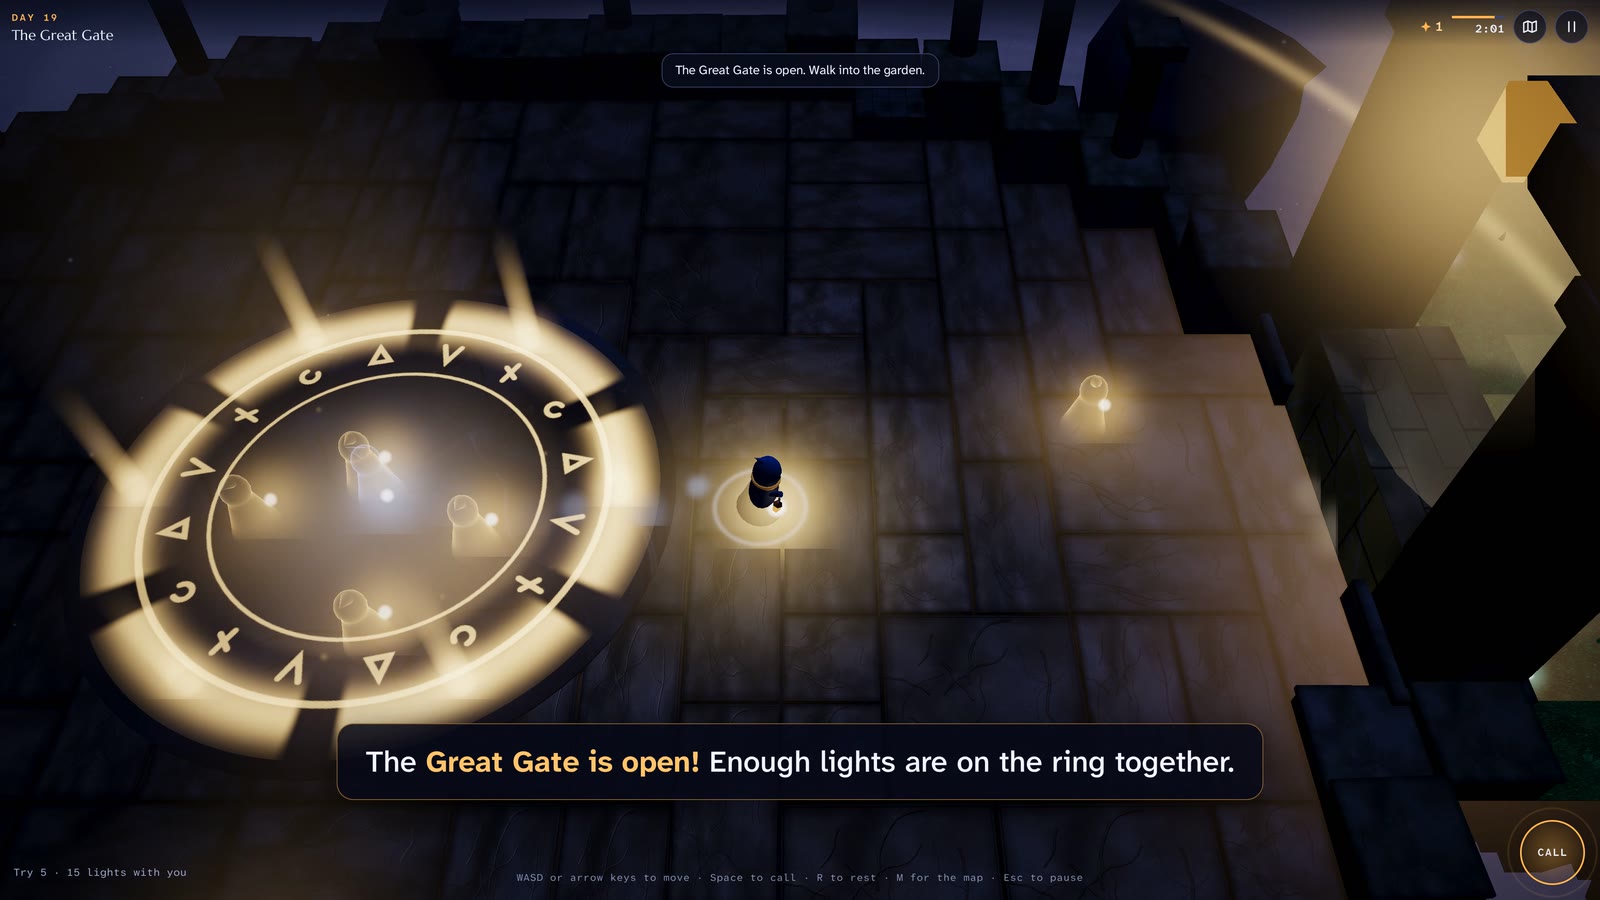 DAY 19
The Great Gate
✦ 1
2:01
The Great Gate is open. Walk into the garden.
The Great Gate is open! Enough lights are on the ring together.
CALL
Try 5 · 15 lights with you
WASD or arrow keys to move · Space to call · R to rest · M for the map · Esc to pause